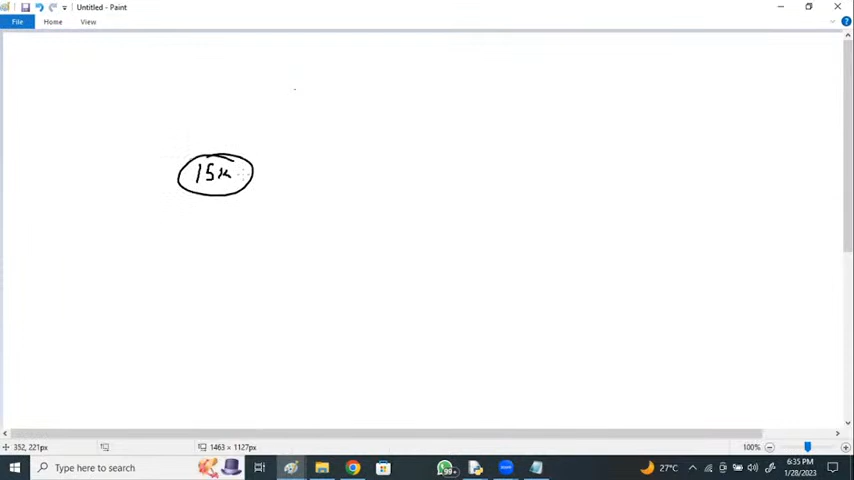 Untitled - Paint
File Home View
15k
352, 221px 1463 × 1127px 100%
Type here to search 99+ 27°C 6:35 PM
1/28/2023